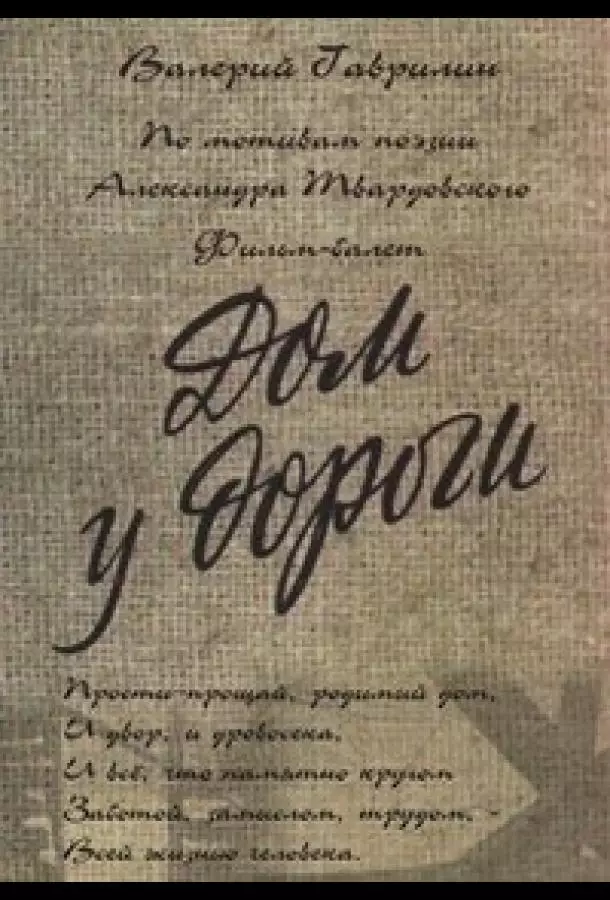 Валерий Гаврилин
По мотивам поэзии
Александра Твардовского
Фильм-балет
Дом
у дороги
Прости-прощай, родимый дом,
И двор, и дровосека,
И всё, что памятно кругом
Заботой, замыслом, трудом, -
Всей жизнью человека.